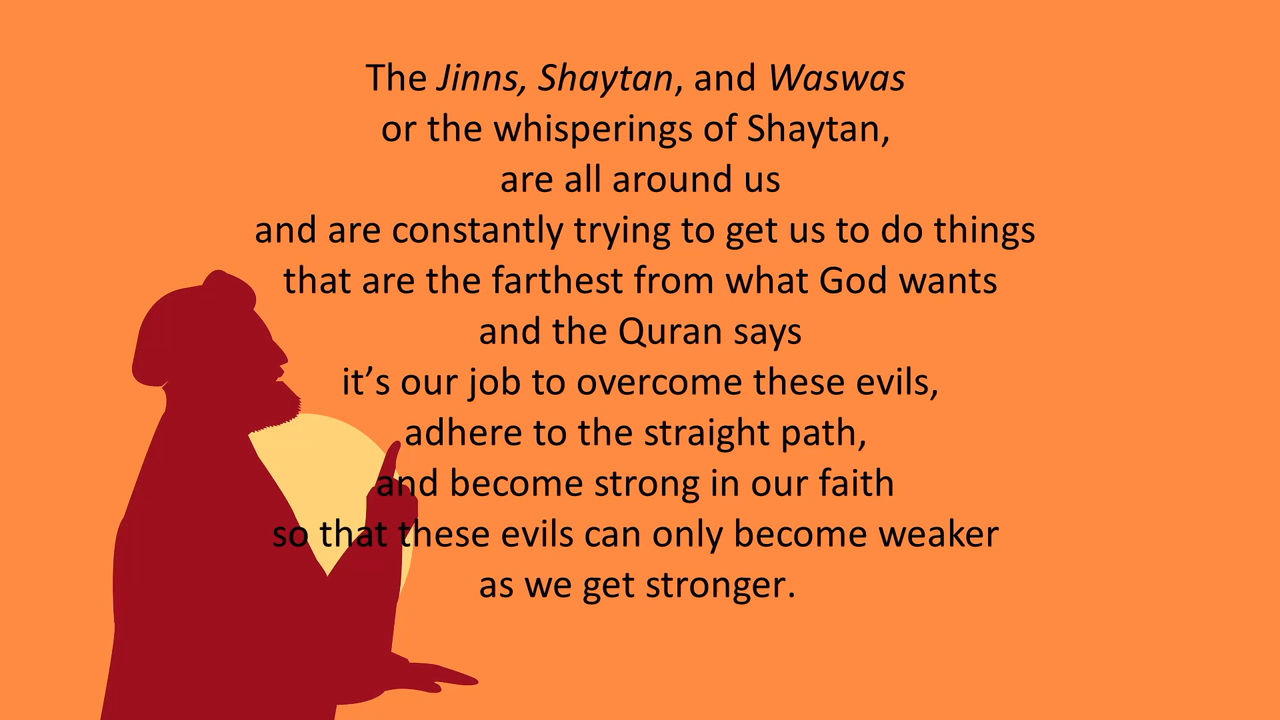 The Jinns, Shaytan, and Waswas
or the whisperings of Shaytan,
are all around us
and are constantly trying to get us to do things
that are the farthest from what God wants
and the Quran says
it’s our job to overcome these evils,
adhere to the straight path,
and become strong in our faith
so that these evils can only become weaker
as we get stronger.